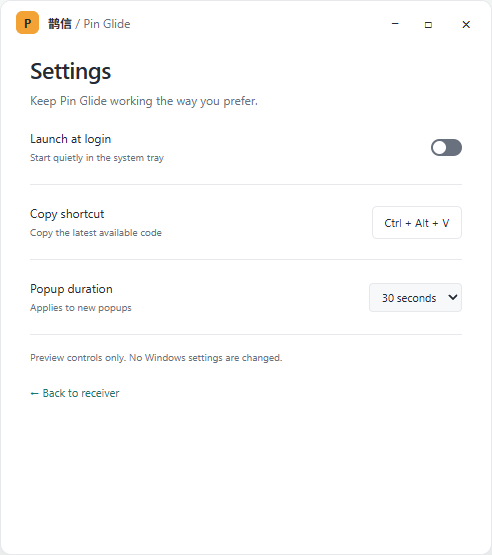 P 鹊信 / Pin Glide
Settings
Keep Pin Glide working the way you prefer.
Launch at login
Start quietly in the system tray
Copy shortcut
Ctrl + Alt + V
Copy the latest available code
Popup duration
30 seconds
Applies to new popups
Preview controls only. No Windows settings are changed.
← Back to receiver